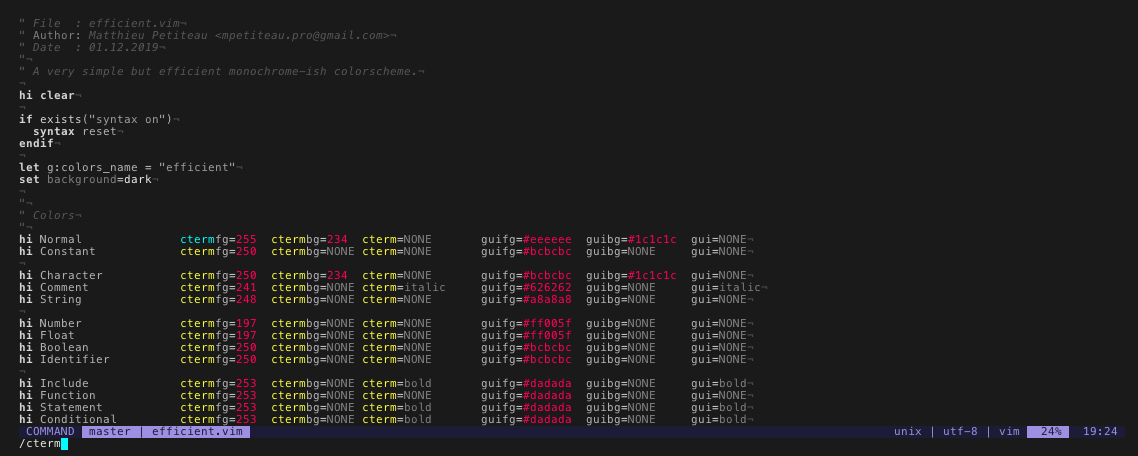 " File  : efficient.vim¬
" Author: Matthieu Petiteau <mpetiteau.pro@gmail.com>¬
" Date  : 01.12.2019¬
"¬
" A very simple but efficient monochrome-ish colorscheme.¬
¬
hi clear¬
¬
if exists("syntax on")¬
  syntax reset¬
endif¬
¬
let g:colors_name = "efficient"¬
set background=dark¬
¬
"¬
" Colors¬
"¬
hi Normal              ctermfg=255  ctermbg=234  cterm=NONE       guifg=#eeeeee  guibg=#1c1c1c  gui=NONE¬
hi Constant            ctermfg=250  ctermbg=NONE cterm=NONE       guifg=#bcbcbc  guibg=NONE     gui=NONE¬
¬
hi Character           ctermfg=250  ctermbg=234  cterm=NONE       guifg=#bcbcbc  guibg=#1c1c1c  gui=NONE¬
hi Comment             ctermfg=241  ctermbg=NONE cterm=italic     guifg=#626262  guibg=NONE     gui=italic¬
hi String              ctermfg=248  ctermbg=NONE cterm=NONE       guifg=#a8a8a8  guibg=NONE     gui=NONE¬
¬
hi Number              ctermfg=197  ctermbg=NONE cterm=NONE       guifg=#ff005f  guibg=NONE     gui=NONE¬
hi Float               ctermfg=197  ctermbg=NONE cterm=NONE       guifg=#ff005f  guibg=NONE     gui=NONE¬
hi Boolean             ctermfg=250  ctermbg=NONE cterm=NONE       guifg=#bcbcbc  guibg=NONE     gui=NONE¬
hi Identifier          ctermfg=250  ctermbg=NONE cterm=NONE       guifg=#bcbcbc  guibg=NONE     gui=NONE¬
¬
hi Include             ctermfg=253  ctermbg=NONE cterm=bold       guifg=#dadada  guibg=NONE     gui=bold¬
hi Function            ctermfg=253  ctermbg=NONE cterm=NONE       guifg=#dadada  guibg=NONE     gui=NONE¬
hi Statement           ctermfg=253  ctermbg=NONE cterm=bold       guifg=#dadada  guibg=NONE     gui=bold¬
hi Conditional         ctermfg=253  ctermbg=NONE cterm=bold       guifg=#dadada  guibg=NONE     gui=bold¬
COMMAND  master | efficient.vim  unix | utf-8 | vim  24%  19:24
/cterm